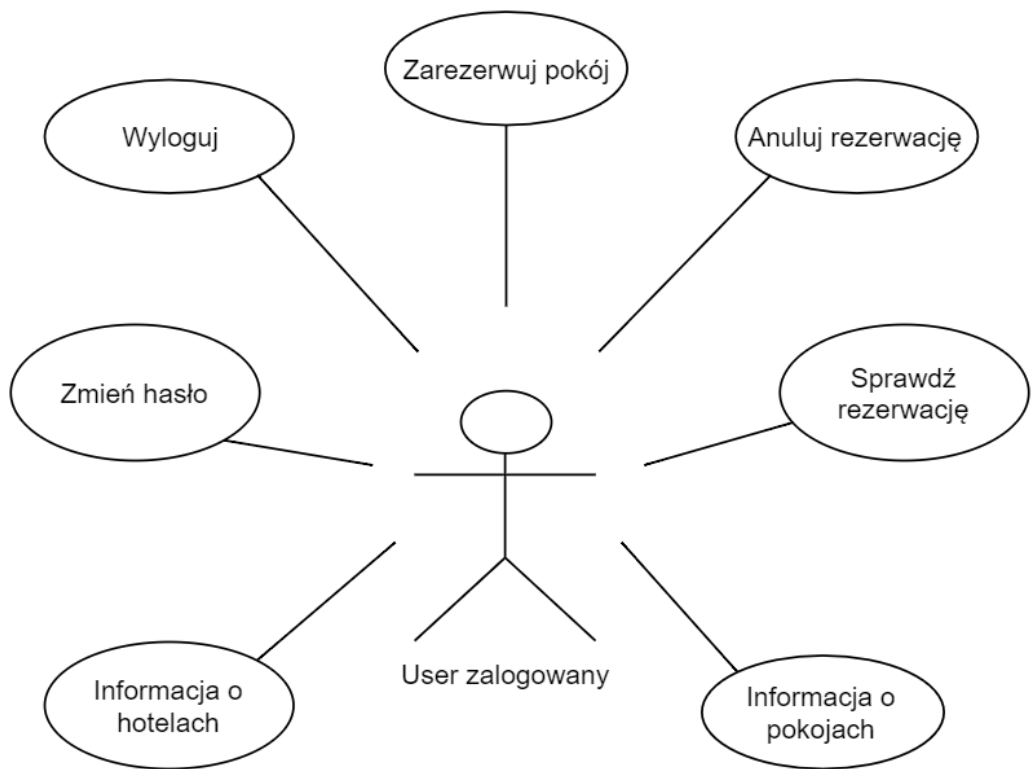 Zarezerwuj pokój
Wyloguj
Anuluj rezerwację
Zmień hasło
Sprawdź
rezerwację
Informacja o
hotelach
User zalogowany
Informacja o
pokojach